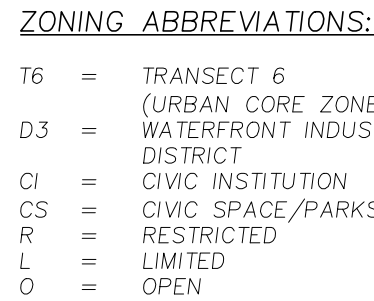 ZONING ABBREVIATIONS:
T6 = TRANSECT 6
(URBAN CORE ZONE
D3 = WATERFRONT INDUS
DISTRICT
CI = CIVIC INSTITUTION
CS = CIVIC SPACE/PARKS
R = RESTRICTED
L = LIMITED
O = OPEN